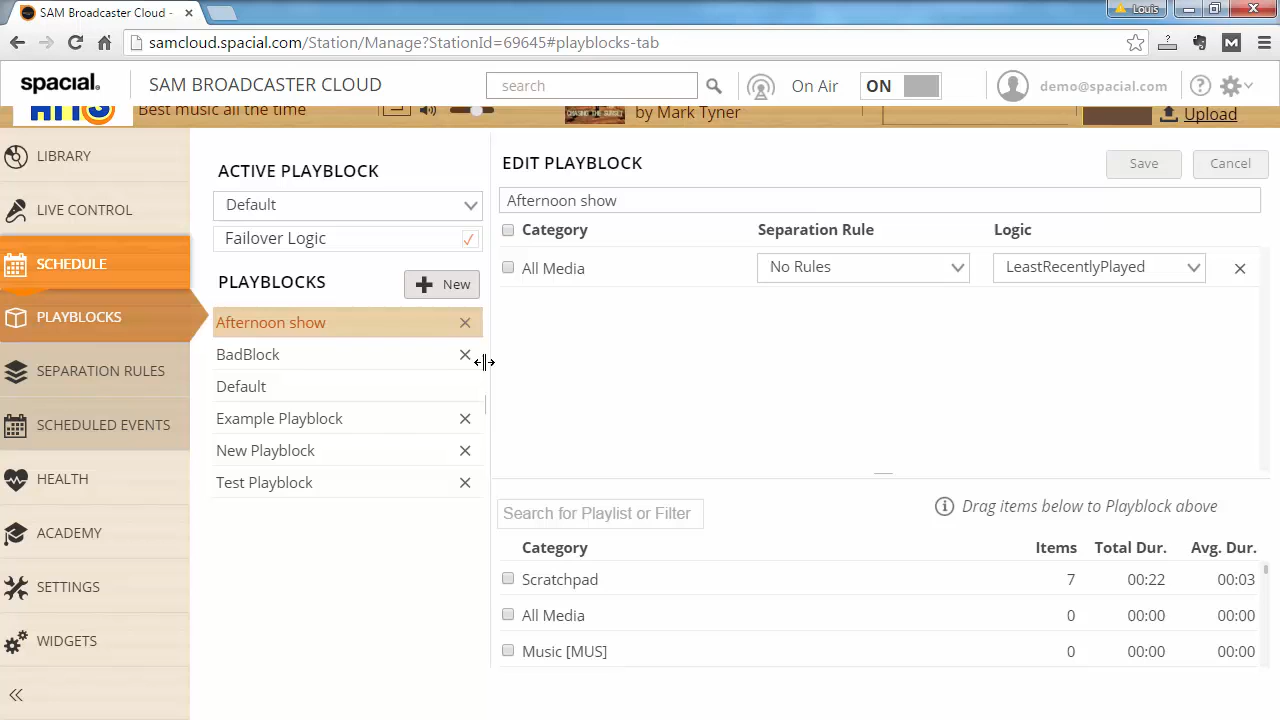 SAM Broadcaster Cloud -
Louis
samcloud.spacial.com/Station/Manage?StationId=69645#playblocks-tab
spacial.
SAM BROADCASTER CLOUD
search
On Air
ON
demo@spacial.com
Best music all the time
by Mark Tyner
Upload
LIBRARY
LIVE CONTROL
SCHEDULE
PLAYBLOCKS
SEPARATION RULES
SCHEDULED EVENTS
HEALTH
ACADEMY
SETTINGS
WIDGETS
ACTIVE PLAYBLOCK
Default
Failover Logic
PLAYBLOCKS
New
Afternoon show
BadBlock
Default
Example Playblock
New Playblock
Test Playblock
EDIT PLAYBLOCK
Save
Cancel
Afternoon show
Category Separation Rule Logic
All Media No Rules LeastRecentlyPlayed
Search for Playlist or Filter
Drag items below to Playblock above
Category Items Total Dur. Avg. Dur.
Scratchpad 7 00:22 00:03
All Media 0 00:00 00:00
Music [MUS] 0 00:00 00:00